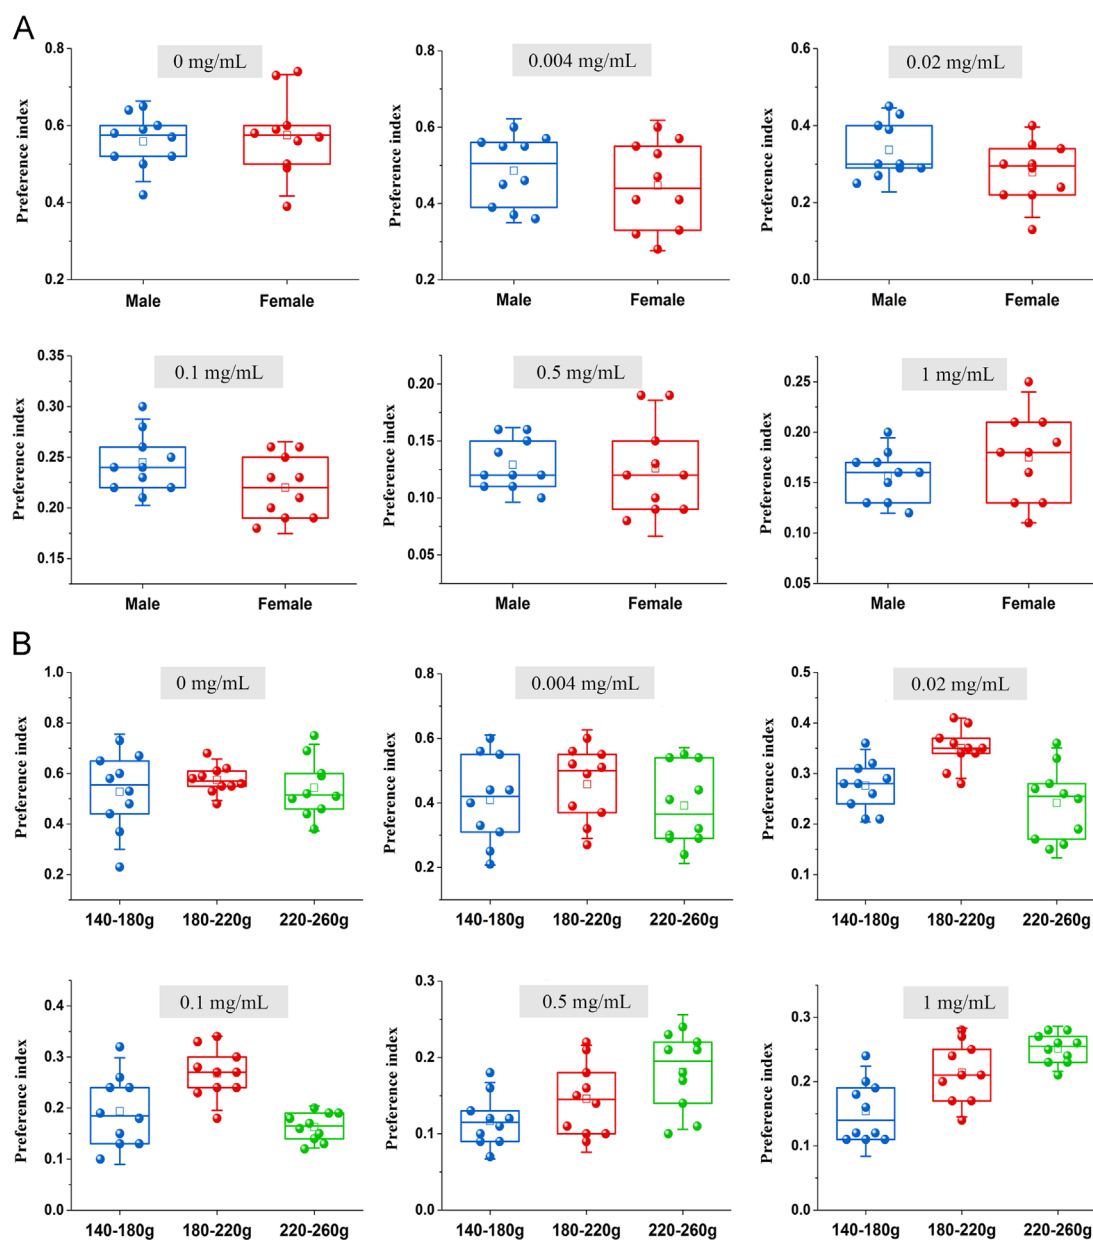 A
0 mg/mL
0.004 mg/mL
0.02 mg/mL
Preference index
0.8
0.6
0.4
0.2
Male
Female
Preference index
0.8
0.6
0.4
0.2
Male
Female
Preference index
0.6
0.4
0.2
0.0
Male
Female
0.1 mg/mL
0.5 mg/mL
1 mg/mL
Preference index
0.35
0.30
0.25
0.20
0.15
Male
Female
Preference index
0.20
0.15
0.10
0.05
Male
Female
Preference index
0.25
0.20
0.15
0.10
0.05
Male
Female
B
0 mg/mL
0.004 mg/mL
0.02 mg/mL
Preference index
1.0
0.8
0.6
0.4
0.2
140-180g
180-220g
220-260g
Preference index
0.8
0.6
0.4
0.2
140-180g
180-220g
220-260g
Preference index
0.5
0.4
0.3
0.2
0.1
140-180g
180-220g
220-260g
0.1 mg/mL
0.5 mg/mL
1 mg/mL
Preference index
0.4
0.3
0.2
0.1
0.0
140-180g
180-220g
220-260g
Preference index
0.3
0.2
0.1
0.0
140-180g
180-220g
220-260g
Preference index
0.3
0.2
0.1
0.0
140-180g
180-220g
220-260g